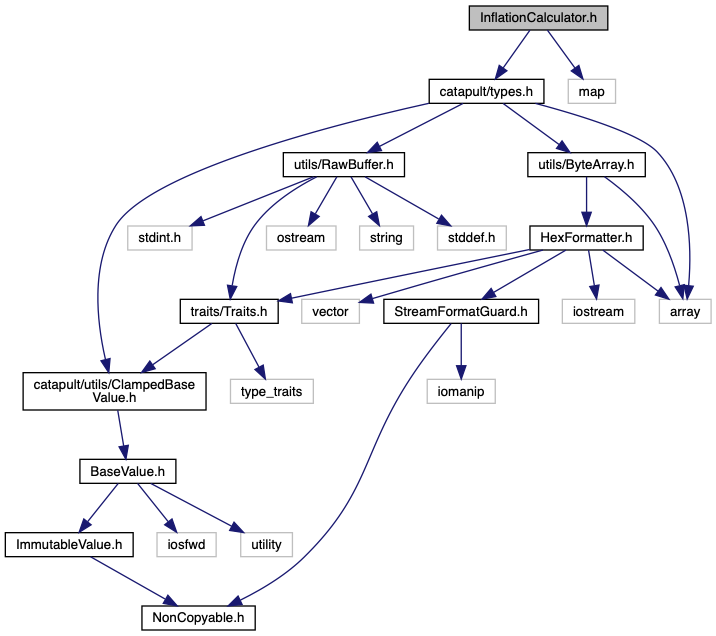 InflationCalculator.h
catapult/types.h
map
utils/RawBuffer.h
utils/ByteArray.h
stdint.h
ostream
string
stddef.h
HexFormatter.h
traits/Traits.h
vector
StreamFormatGuard.h
iostream
array
catapult/utils/ClampedBase
Value.h
type_traits
iomanip
BaseValue.h
ImmutableValue.h
iosfwd
utility
NonCopyable.h